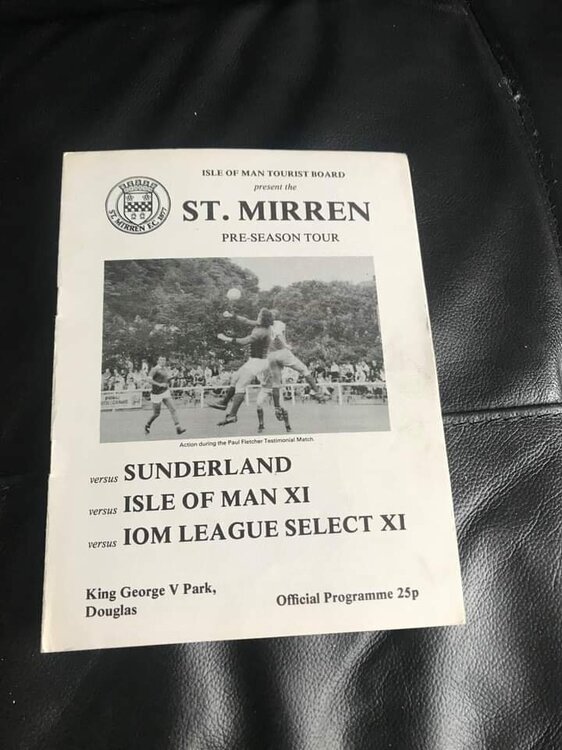 ISLE OF MAN TOURIST BOARD
present the
ST. MIRREN F.C. 1877
ST. MIRREN
PRE-SEASON TOUR
Action during the Paul Fletcher Testimonial Match.
versus SUNDERLAND
versus ISLE OF MAN XI
versus IOM LEAGUE SELECT XI
King George V Park,
Douglas
Official Programme 25p